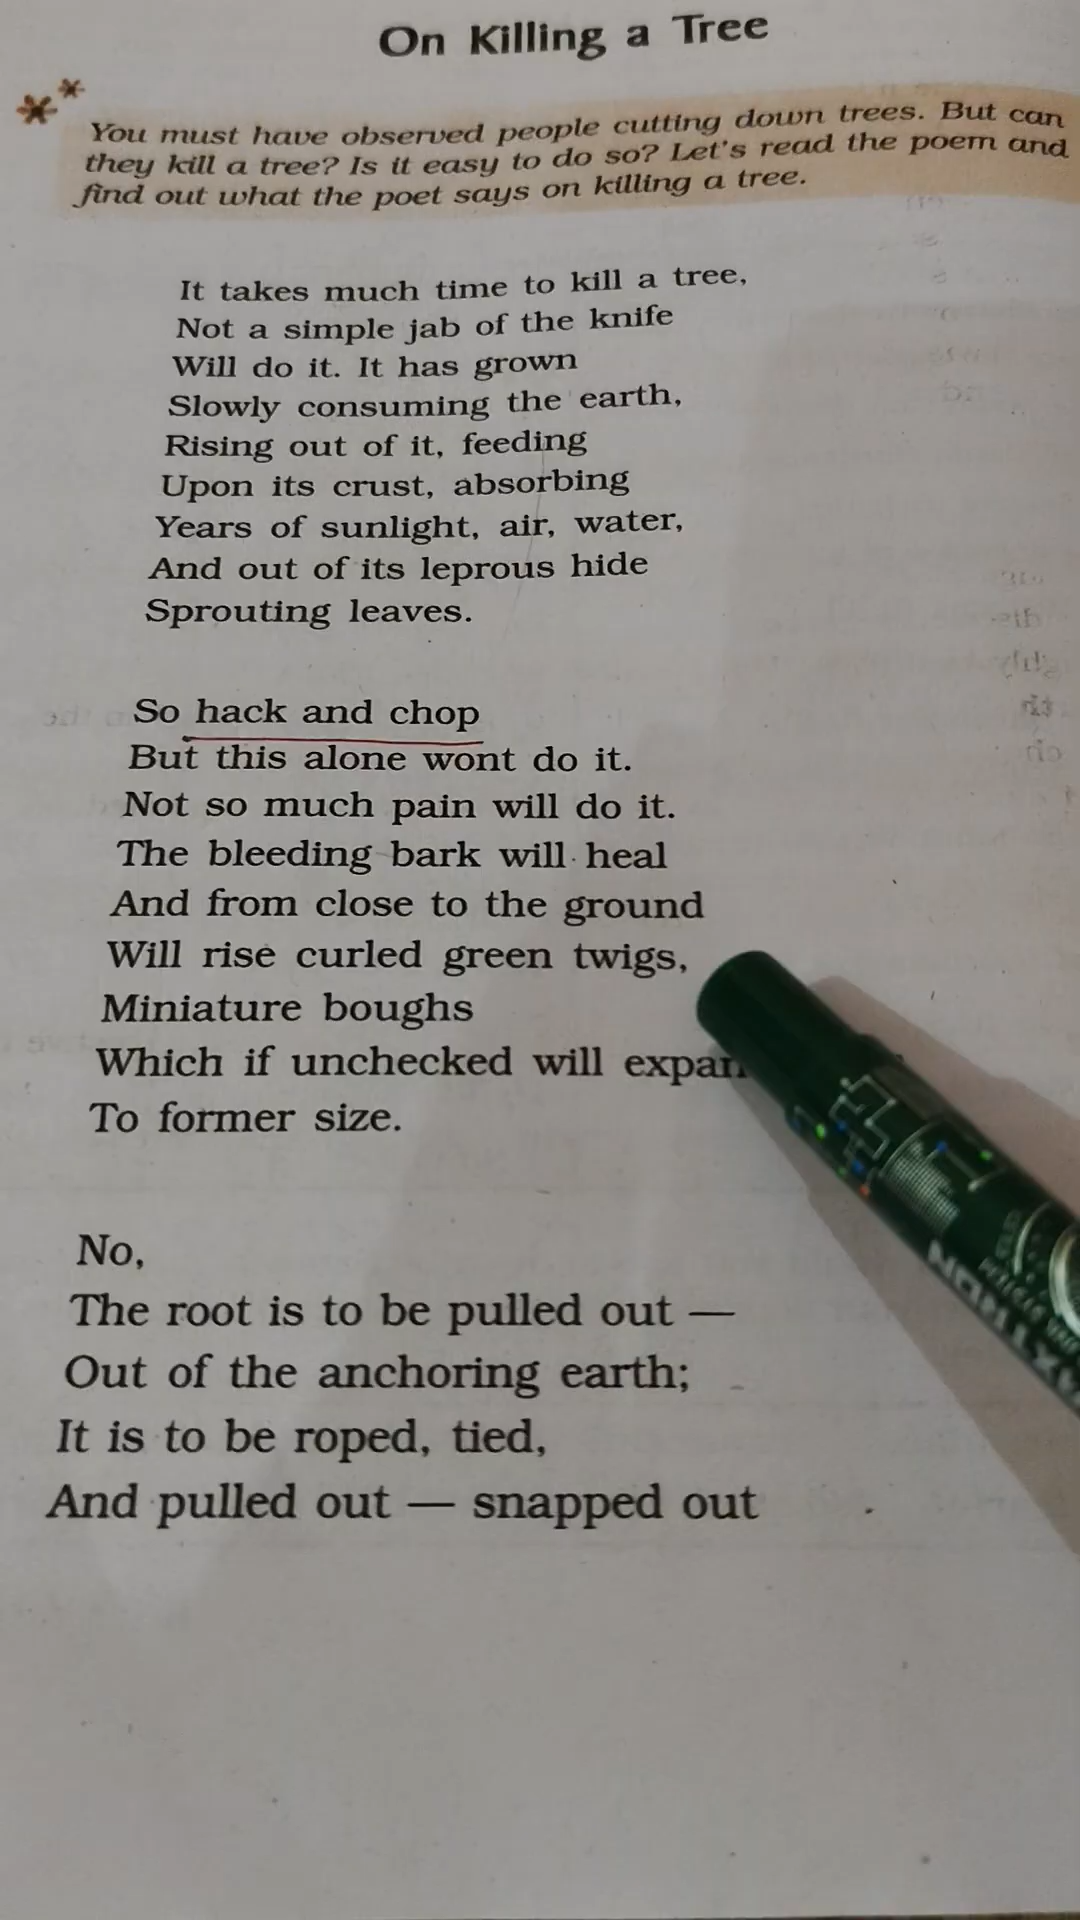 On Killing a Tree
You must have observed people cutting down trees. But can
they kill a tree? Is it easy to do so? Let's read the poem and
find out what the poet says on killing a tree.
It takes much time to kill a tree,
Not a simple jab of the knife
Will do it. It has grown
Slowly consuming the earth,
Rising out of it, feeding
Upon its crust, absorbing
Years of sunlight, air, water,
And out of its leprous hide
Sprouting leaves.
So hack and chop
But this alone wont do it.
Not so much pain will do it.
The bleeding bark will heal
And from close to the ground
Will rise curled green twigs,
Miniature boughs
Which if unchecked will expan
To former size.
No,
The root is to be pulled out —
Out of the anchoring earth;
It is to be roped, tied,
And pulled out — snapped out